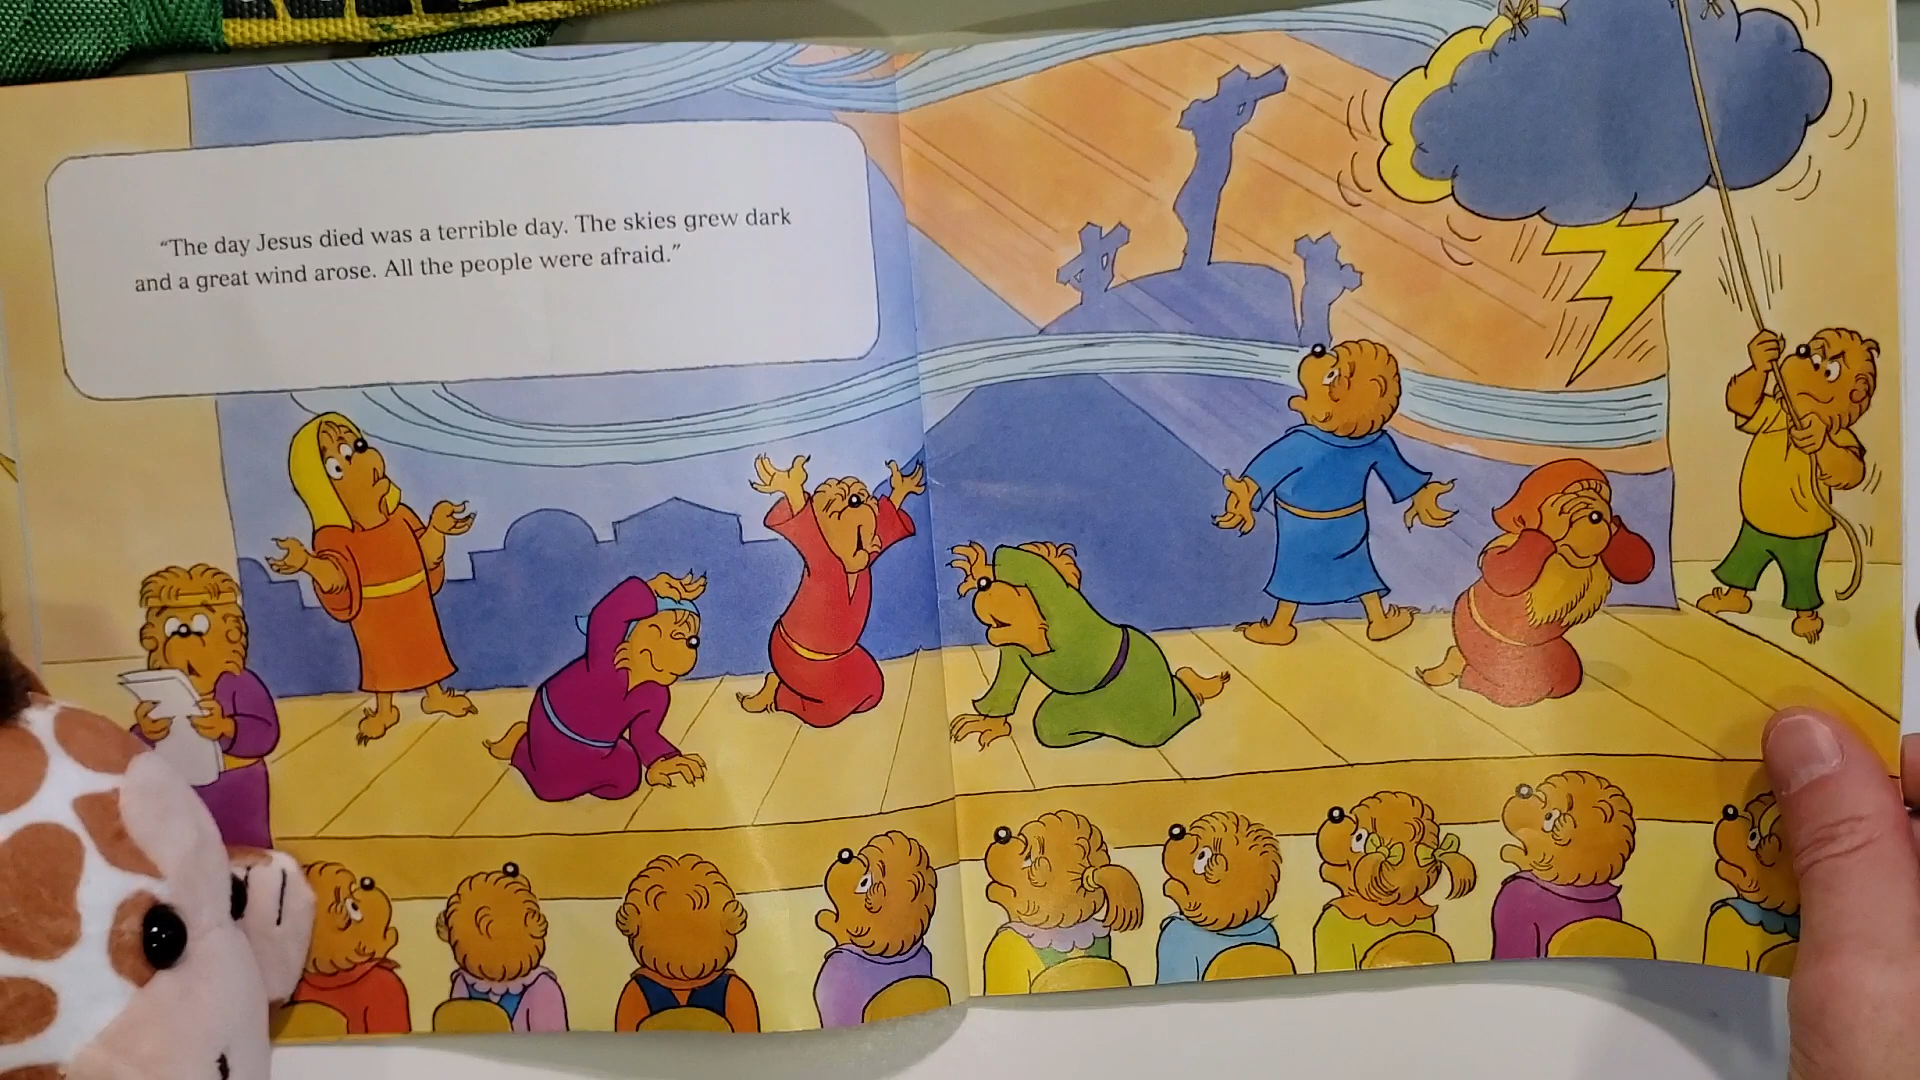 “The day Jesus died was a terrible day. The skies grew dark
and a great wind arose. All the people were afraid.”